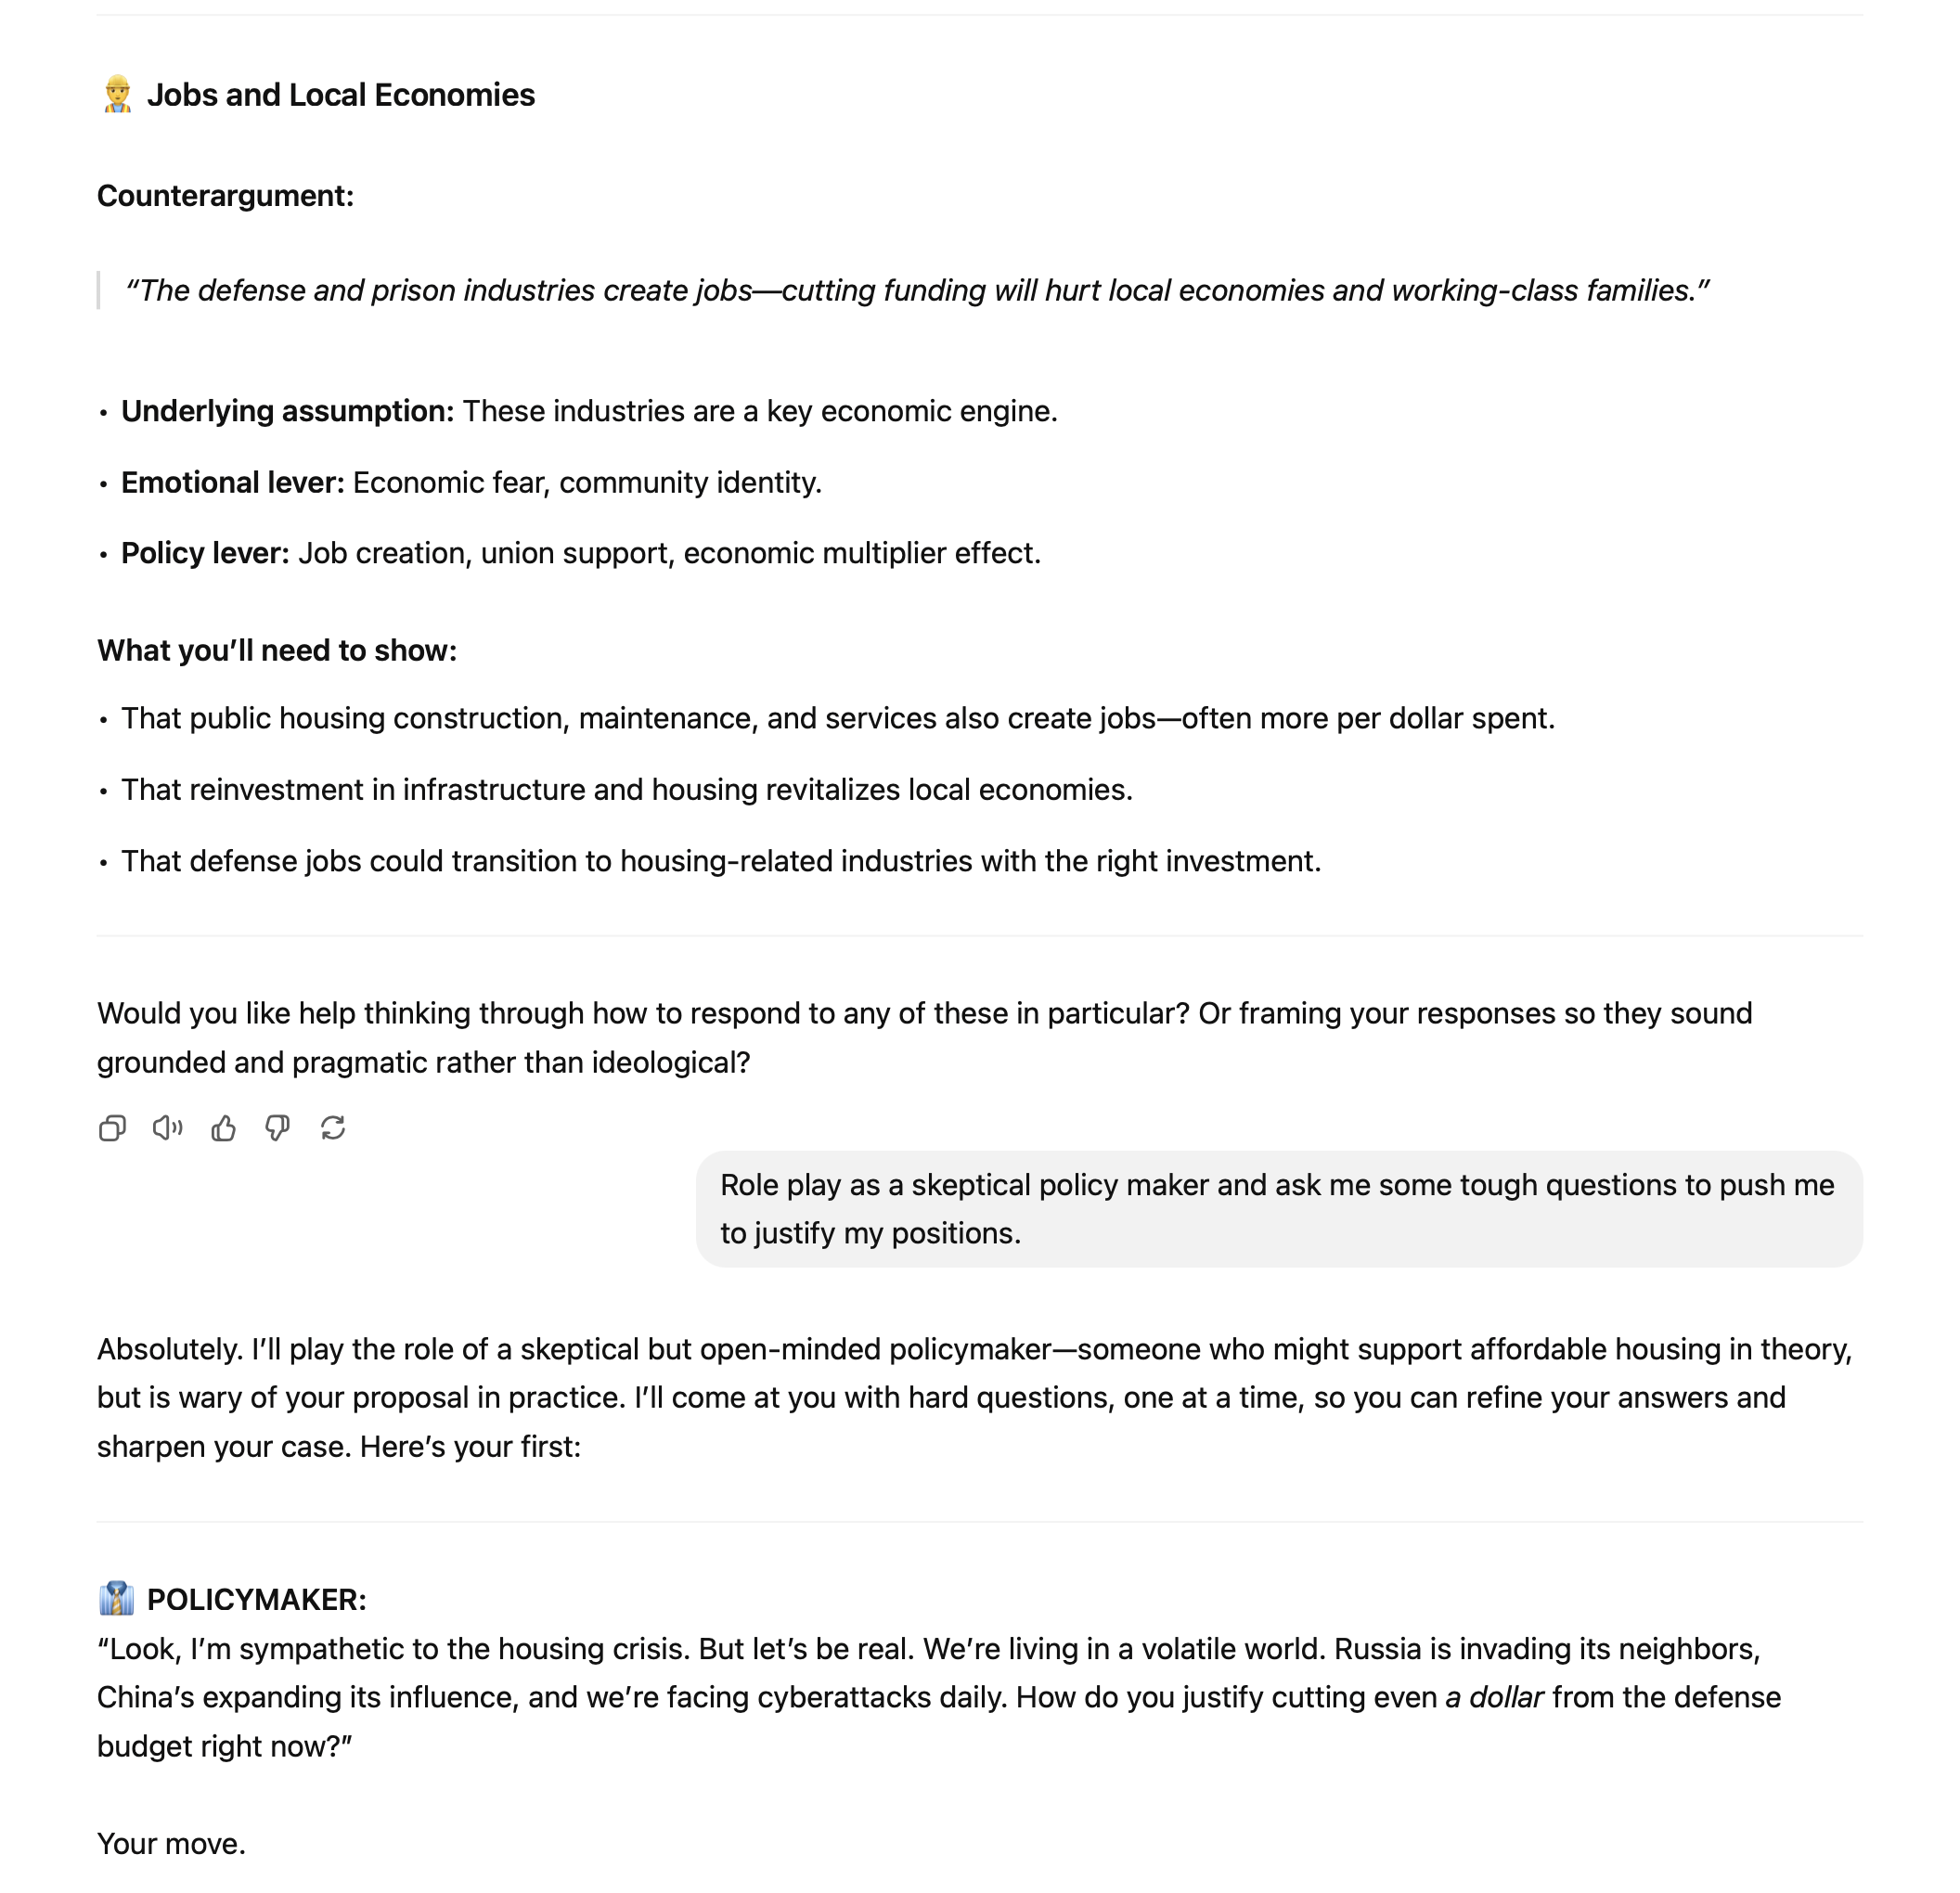 Jobs and Local Economies
Counterargument:
“The defense and prison industries create jobs—cutting funding will hurt local economies and working-class families.”
• Underlying assumption: These industries are a key economic engine.
• Emotional lever: Economic fear, community identity.
• Policy lever: Job creation, union support, economic multiplier effect.
What you’ll need to show:
• That public housing construction, maintenance, and services also create jobs—often more per dollar spent.
• That reinvestment in infrastructure and housing revitalizes local economies.
• That defense jobs could transition to housing-related industries with the right investment.
Would you like help thinking through how to respond to any of these in particular? Or framing your responses so they sound
grounded and pragmatic rather than ideological?
Role play as a skeptical policy maker and ask me some tough questions to push me
to justify my positions.
Absolutely. I’ll play the role of a skeptical but open-minded policymaker—someone who might support affordable housing in theory,
but is wary of your proposal in practice. I’ll come at you with hard questions, one at a time, so you can refine your answers and
sharpen your case. Here’s your first:
POLICYMAKER:
“Look, I’m sympathetic to the housing crisis. But let’s be real. We’re living in a volatile world. Russia is invading its neighbors,
China’s expanding its influence, and we’re facing cyberattacks daily. How do you justify cutting even a dollar from the defense
budget right now?”
Your move.